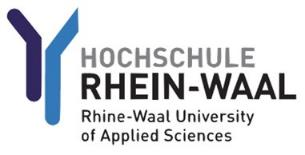 HOCHSCHULE
RHEIN-WAAL
Rhine-Waal University
of Applied Sciences